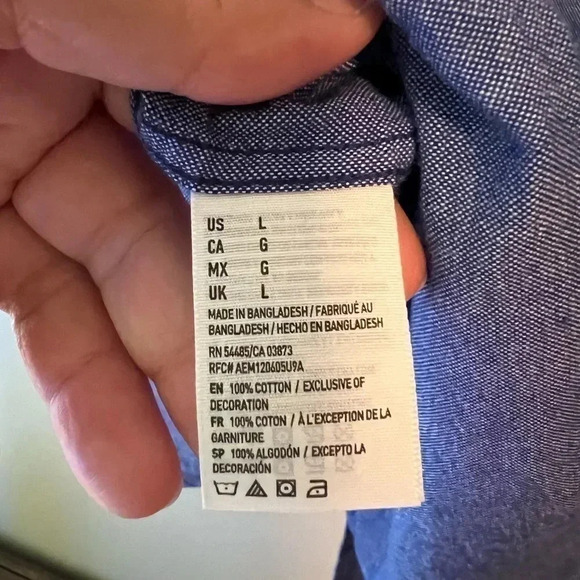 US L
CA G
MX G
UK L
MADE IN BANGLADESH / FABRIQUÉ AU
BANGLADESH / HECHO EN BANGLADESH
RN 54485/CA 03873
RFC# AEM120605U9A
EN 100% COTTON / EXCLUSIVE OF
DECORATION
FR 100% COTON / À L'EXCEPTION DE LA
GARNITURE
SP 100% ALGODÓN / EXCEPTO LA
DECORACIÓN